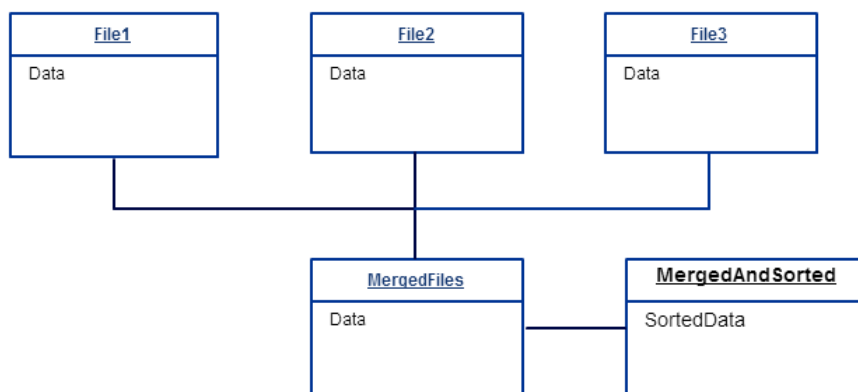 File1
File2
File3
Data
Data
Data
MergedFiles
MergedAndSorted
Data
SortedData